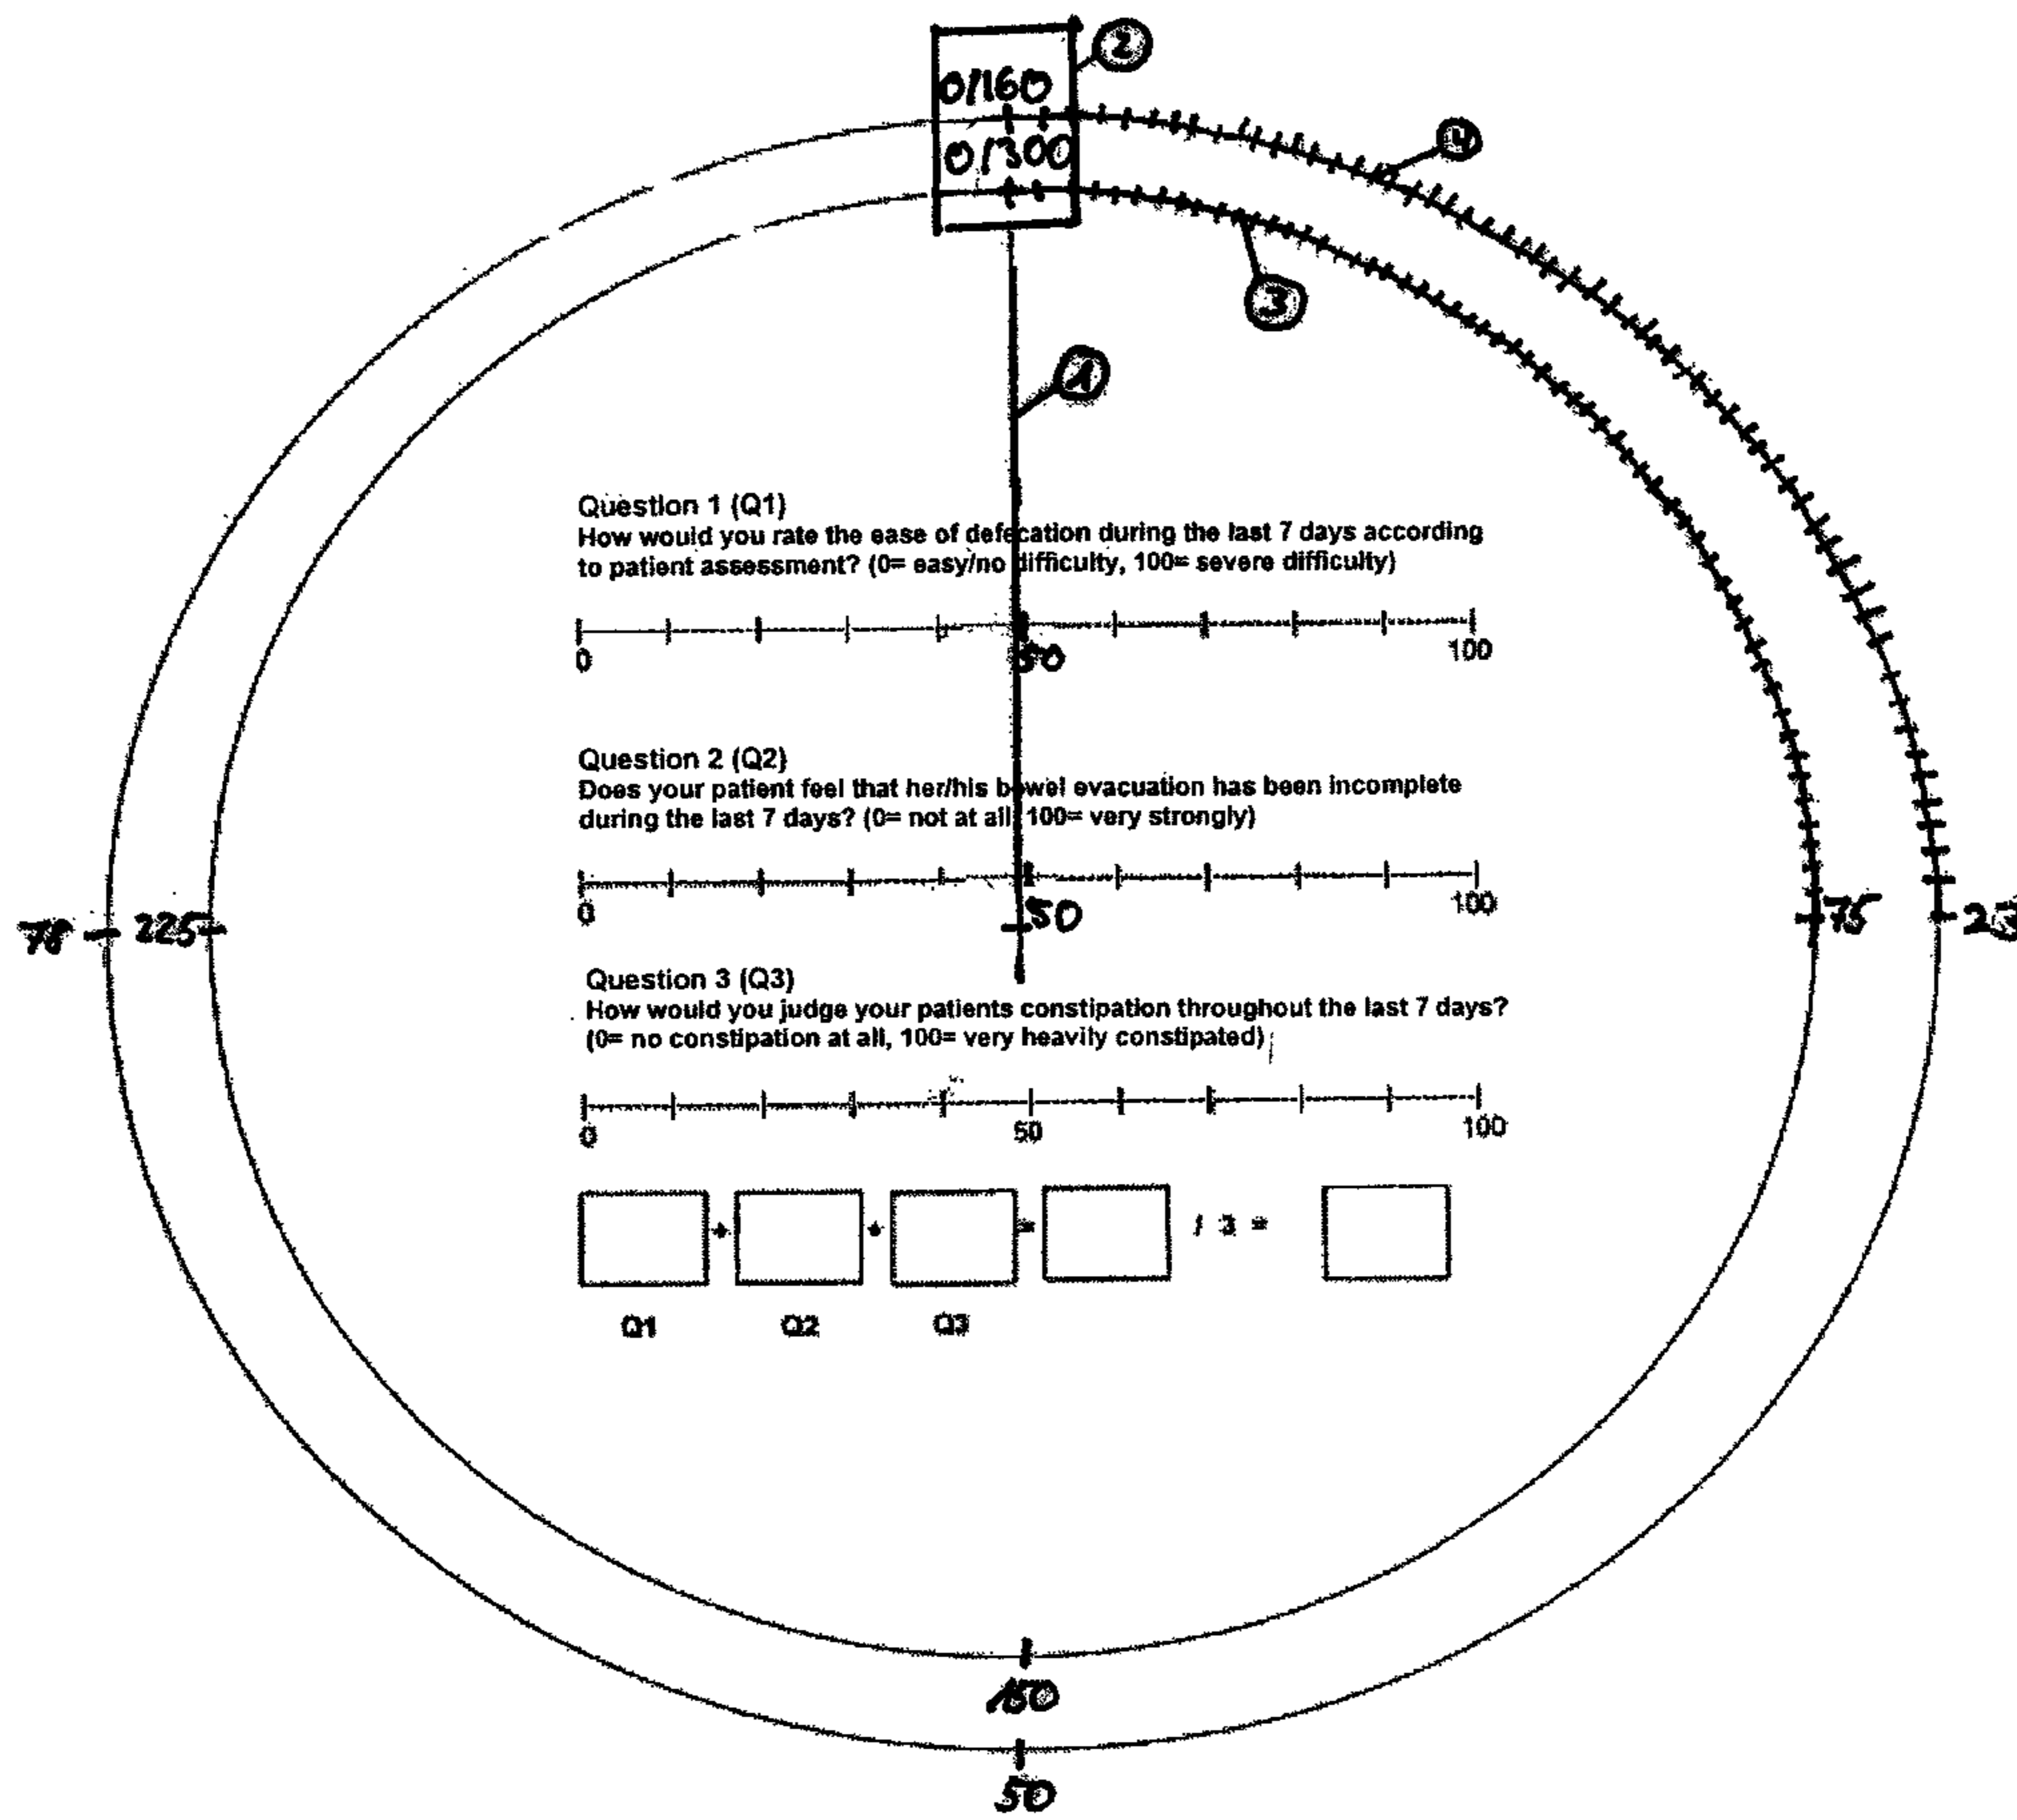 2
0/160
0/300
4
3
1
Question 1 (Q1)
How would you rate the ease of defecation during the last 7 days according
to patient assessment? (0= easy/no difficulty, 100= severe difficulty)
0 50 100
Question 2 (Q2)
Does your patient feel that her/his bowel evacuation has been incomplete
during the last 7 days? (0= not at all 100= very strongly)
0 50 100
78 225 75
Question 3 (Q3)
How would you judge your patients constipation throughout the last 7 days?
(0= no constipation at all, 100= very heavily constipated)
0 50 100
+ + = / 3 =
Q1 Q2 Q3
150
50